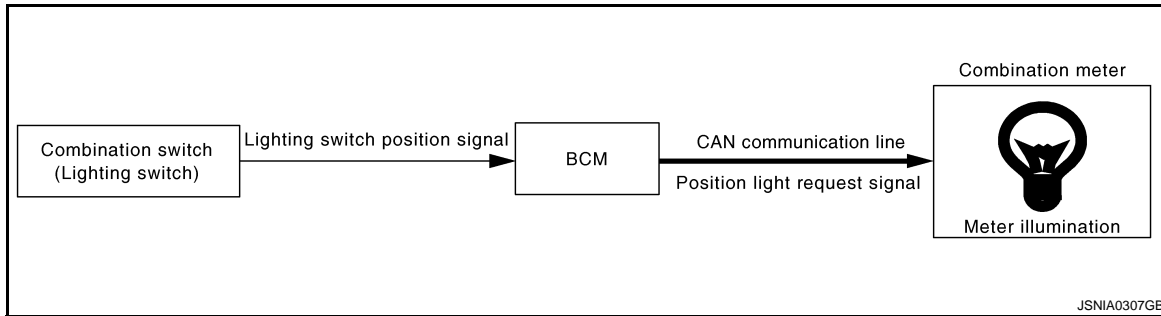 Combination meter
Combination switch
(Lighting switch)
Lighting switch position signal
BCM
CAN communication line
Position light request signal
Meter illumination
JSNIA0307GB